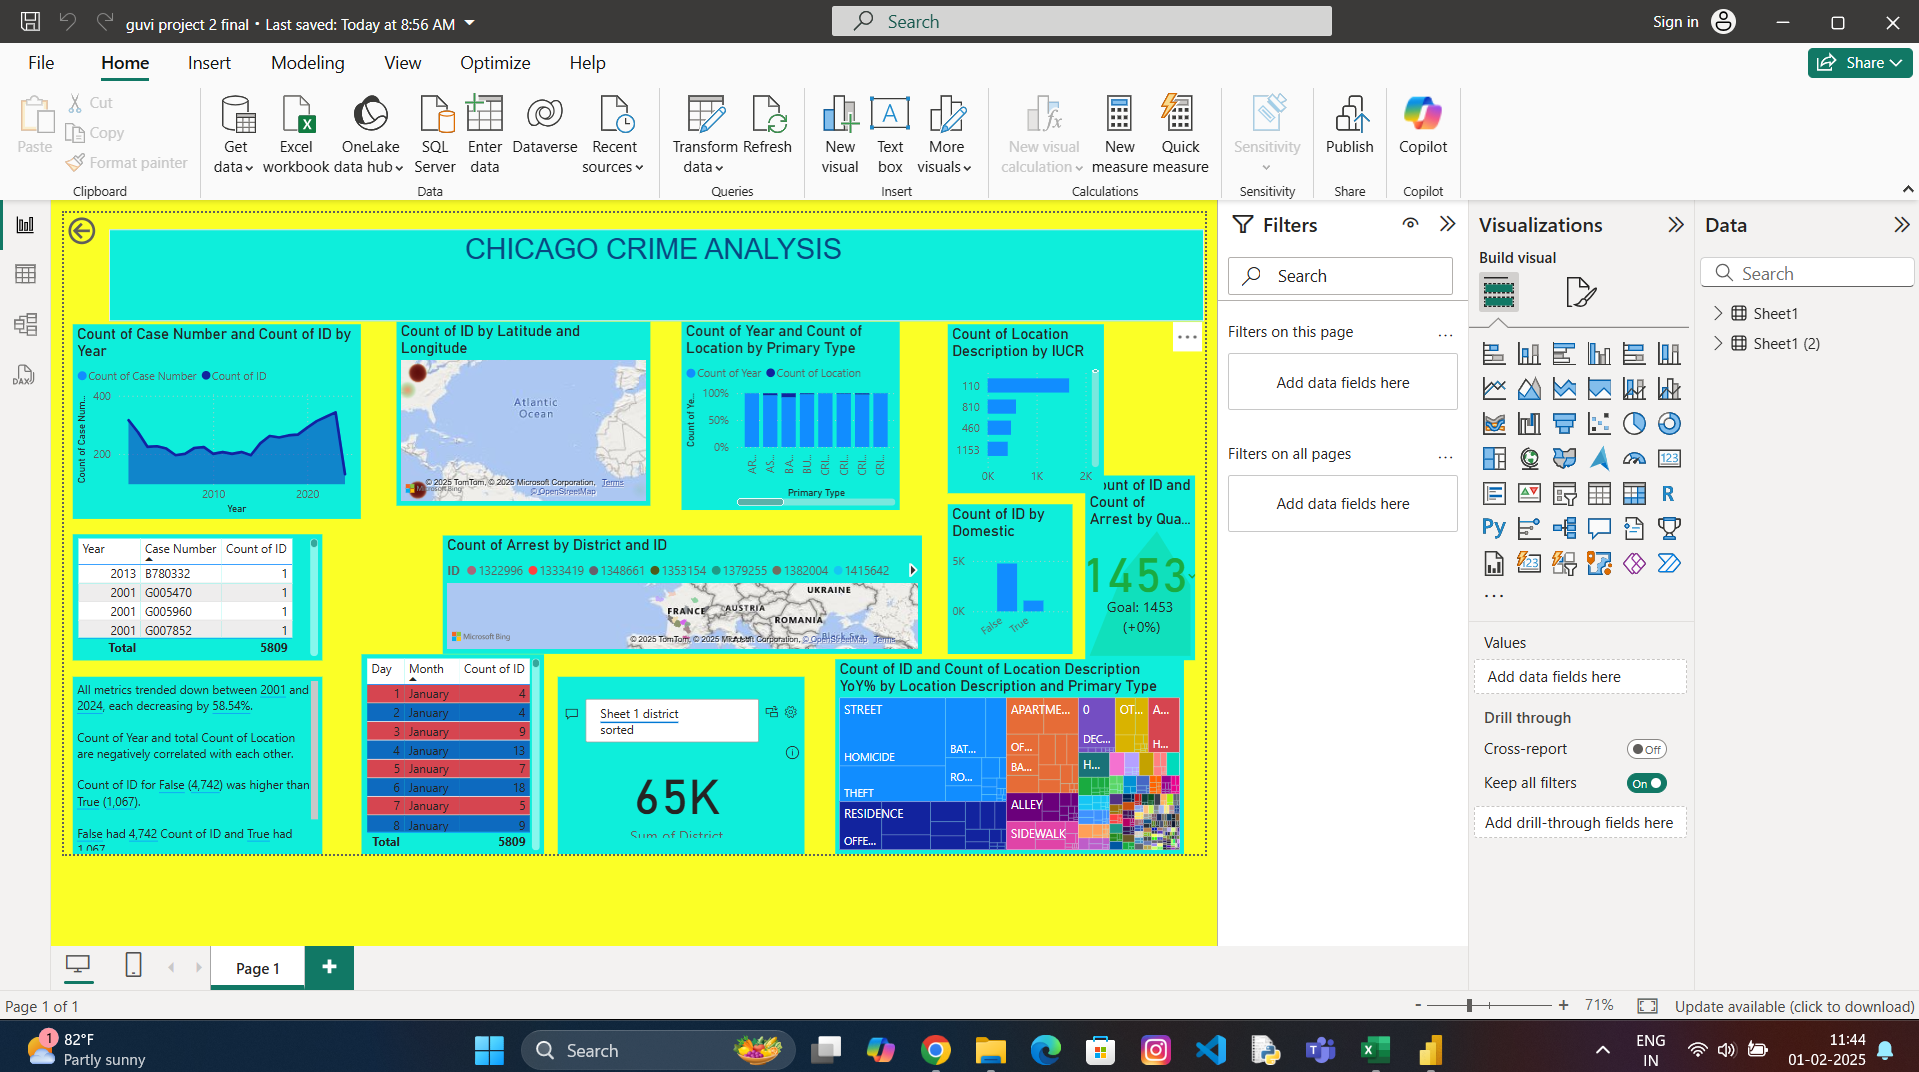 guvi project 2 final • Last saved: Today at 8:56 AM
Search
Sign in
File
Home
Insert
Modeling
View
Optimize
Help
Share
Paste
Cut
Copy
Format painter
Clipboard
Get data
Excel workbook
OneLake data hub
SQL Server
Enter data
Dataverse
Recent sources
Data
Transform data
Refresh
Queries
New visual
Text box
More visuals
Insert
New visual calculation
New measure
Quick measure
Calculations
Sensitivity
Sensitivity
Publish
Share
Copilot
Copilot
CHICAGO CRIME ANALYSIS
Count of Case Number and Count of ID by
Year
Count of Case Number
Count of ID
Count of Case Num...
400
200
2010
2020
Year
Count of ID by Latitude and
Longitude
Atlantic
Ocean
Microsoft Bing
© 2025 TomTom, © 2025 Microsoft Corporation, Terms
© OpenStreetMap
Count of Year and Count of
Location by Primary Type
Count of Year
Count of Location
Count of Ye...
100%
50%
0%
AR...
AS...
BA...
BU...
CRI...
CRI...
CRI...
CRI...
Primary Type
Count of Location
Description by IUCR
110
810
460
1153
0K
1K
2K
...
Count of ID by
Domestic
5K
0K
False
True
ount of ID and
Count of
Arrest by Qua...
1453
Goal: 1453
(+0%)
Year
Case Number
Count of ID
2013 B780332 1
2001 G005470 1
2001 G005960 1
2001 G007852 1
Total 5809
Count of Arrest by District and ID
ID 1322996 1333419 1348661 1353154 1379255 1382004 1415642
UKRAINE
FRANCE
AUSTRIA
ROMANIA
Microsoft Bing
© 2025 TomTom, © 2025 Microsoft Corporation, © OpenStreetMap Terms
All metrics trended down between 2001 and
2024, each decreasing by 58.54%.
Count of Year and total Count of Location
are negatively correlated with each other.
Count of ID for False (4,742) was higher than
True (1,067).
False had 4,742 Count of ID and True had
1,067
Day Month Count of ID
1 January 4
2 January 4
3 January 9
4 January 13
5 January 7
6 January 18
7 January 5
8 January 9
Total 5809
Sheet 1 district
sorted
65K
Sum of District
Count of ID and Count of Location Description
YoY% by Location Description and Primary Type
STREET
HOMICIDE
THEFT
BAT...
RO...
RESIDENCE
OFFE...
APARTME...
OF...
BA...
ALLEY
SIDEWALK
0
DEC...
H...
OT...
A...
H...
Filters
Search
Filters on this page
...
Add data fields here
Filters on all pages
...
Add data fields here
Visualizations
Build visual
123
R
Py
...
Values
Add data fields here
Drill through
Cross-report
Off
Keep all filters
On
Add drill-through fields here
Data
Search
Sheet1
Sheet1 (2)
Page 1
Page 1 of 1
71%
Update available (click to download)
1
82°F
Partly sunny
Search
ENG
IN
11:44
01-02-2025